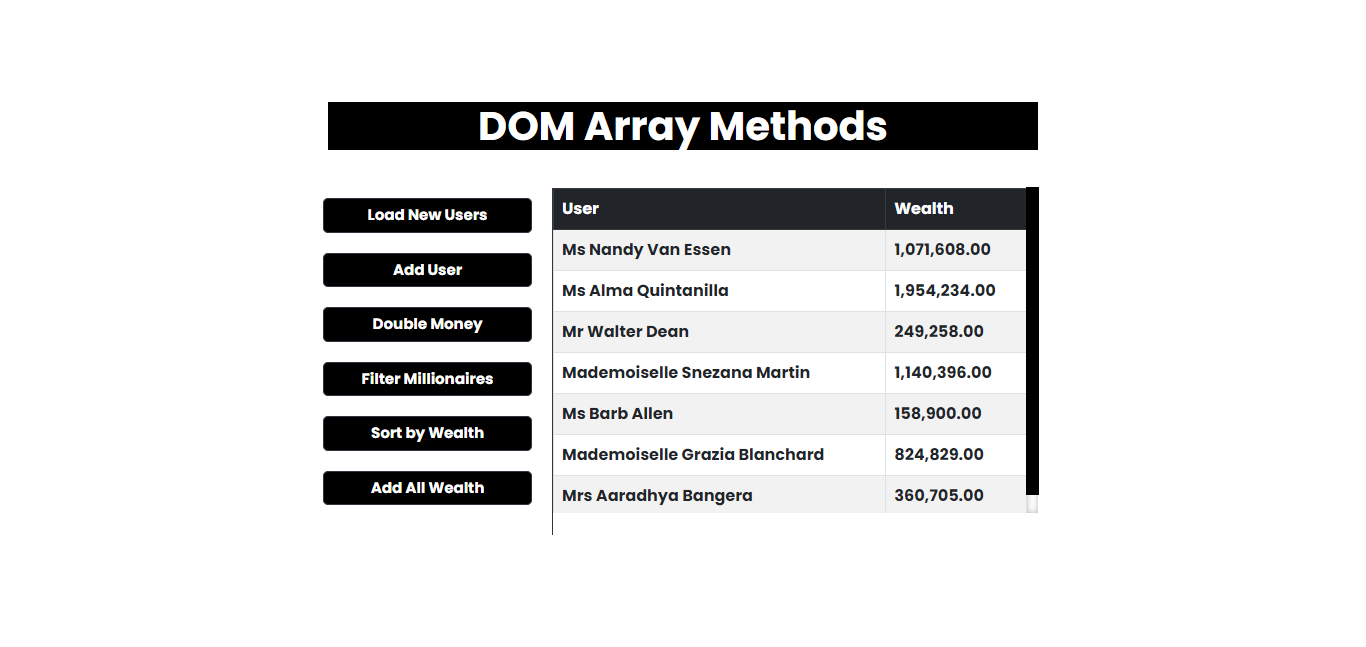 DOM Array Methods
Load New Users
Add User
Double Money
Filter Millionaires
Sort by Wealth
Add All Wealth
User Wealth
Ms Nandy Van Essen 1,071,608.00
Ms Alma Quintanilla 1,954,234.00
Mr Walter Dean 249,258.00
Mademoiselle Snezana Martin 1,140,396.00
Ms Barb Allen 158,900.00
Mademoiselle Grazia Blanchard 824,829.00
Mrs Aaradhya Bangera 360,705.00